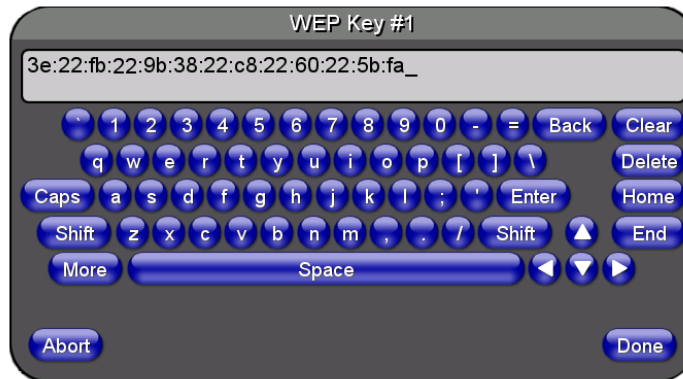 WEP Key #1
3e:22:fb:22:9b:38:22:c8:22:60:22:5b:fa_
` 1 2 3 4 5 6 7 8 9 0 - = Back Clear
q w e r t y u i o p [ ] \ Delete
Caps a s d f g h j k l ; ' Enter Home
Shift z x c v b n m , . / Shift End
More Space
Abort Done